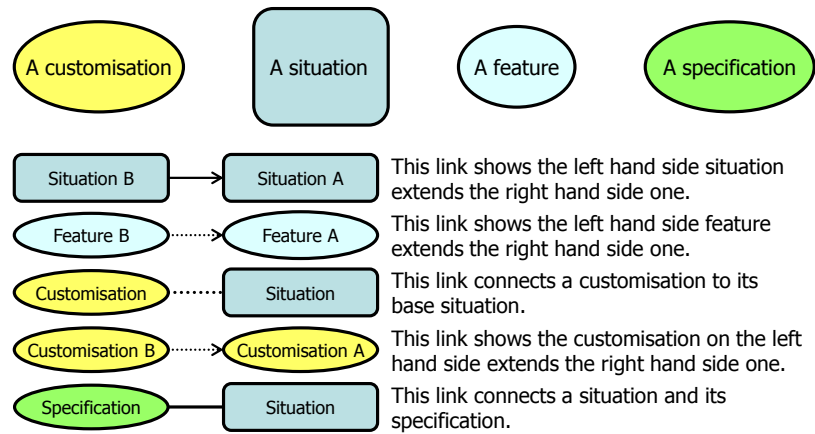 A customisation
A situation
A feature
A specification
Situation B
Situation A
This link shows the left hand side situation
extends the right hand side one.
Feature B
Feature A
This link shows the left hand side feature
extends the right hand side one.
Customisation
Situation
This link connects a customisation to its
base situation.
Customisation B
Customisation A
This link shows the customisation on the left
hand side extends the right hand side one.
Specification
Situation
This link connects a situation and its
specification.